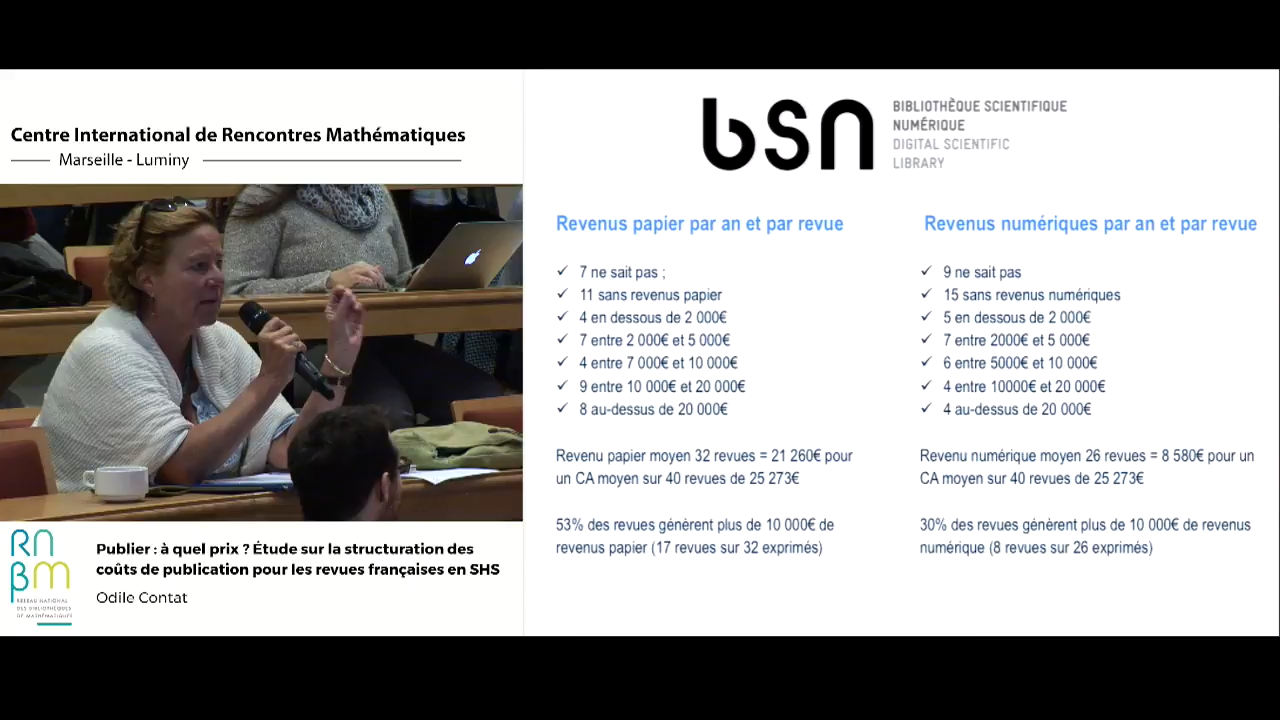 Centre International de Rencontres Mathématiques
Marseille - Luminy
bsn
BIBLIOTHÈQUE SCIENTIFIQUE
NUMÉRIQUE
DIGITAL SCIENTIFIC
LIBRARY
Revenus papier par an et par revue
✓ 7 ne sait pas ;
✓ 11 sans revenus papier
✓ 4 en dessous de 2 000€
✓ 7 entre 2 000€ et 5 000€
✓ 4 entre 7 000€ et 10 000€
✓ 9 entre 10 000€ et 20 000€
✓ 8 au-dessus de 20 000€
Revenu papier moyen 32 revues = 21 260€ pour
un CA moyen sur 40 revues de 25 273€
53% des revues génèrent plus de 10 000€ de
revenus papier (17 revues sur 32 exprimés)
Revenus numériques par an et par revue
✓ 9 ne sait pas
✓ 15 sans revenus numériques
✓ 5 en dessous de 2 000€
✓ 7 entre 2000€ et 5 000€
✓ 6 entre 5000€ et 10 000€
✓ 4 entre 10000€ et 20 000€
✓ 4 au-dessus de 20 000€
Revenu numérique moyen 26 revues = 8 580€ pour un
CA moyen sur 40 revues de 25 273€
30% des revues génèrent plus de 10 000€ de revenus
numérique (8 revues sur 26 exprimés)
RNBM
RÉSEAU NATIONAL
DES BIBLIOTHÈQUES
DE MATHÉMATIQUES
Publier : à quel prix ? Étude sur la structuration des
coûts de publication pour les revues françaises en SHS
Odile Contat